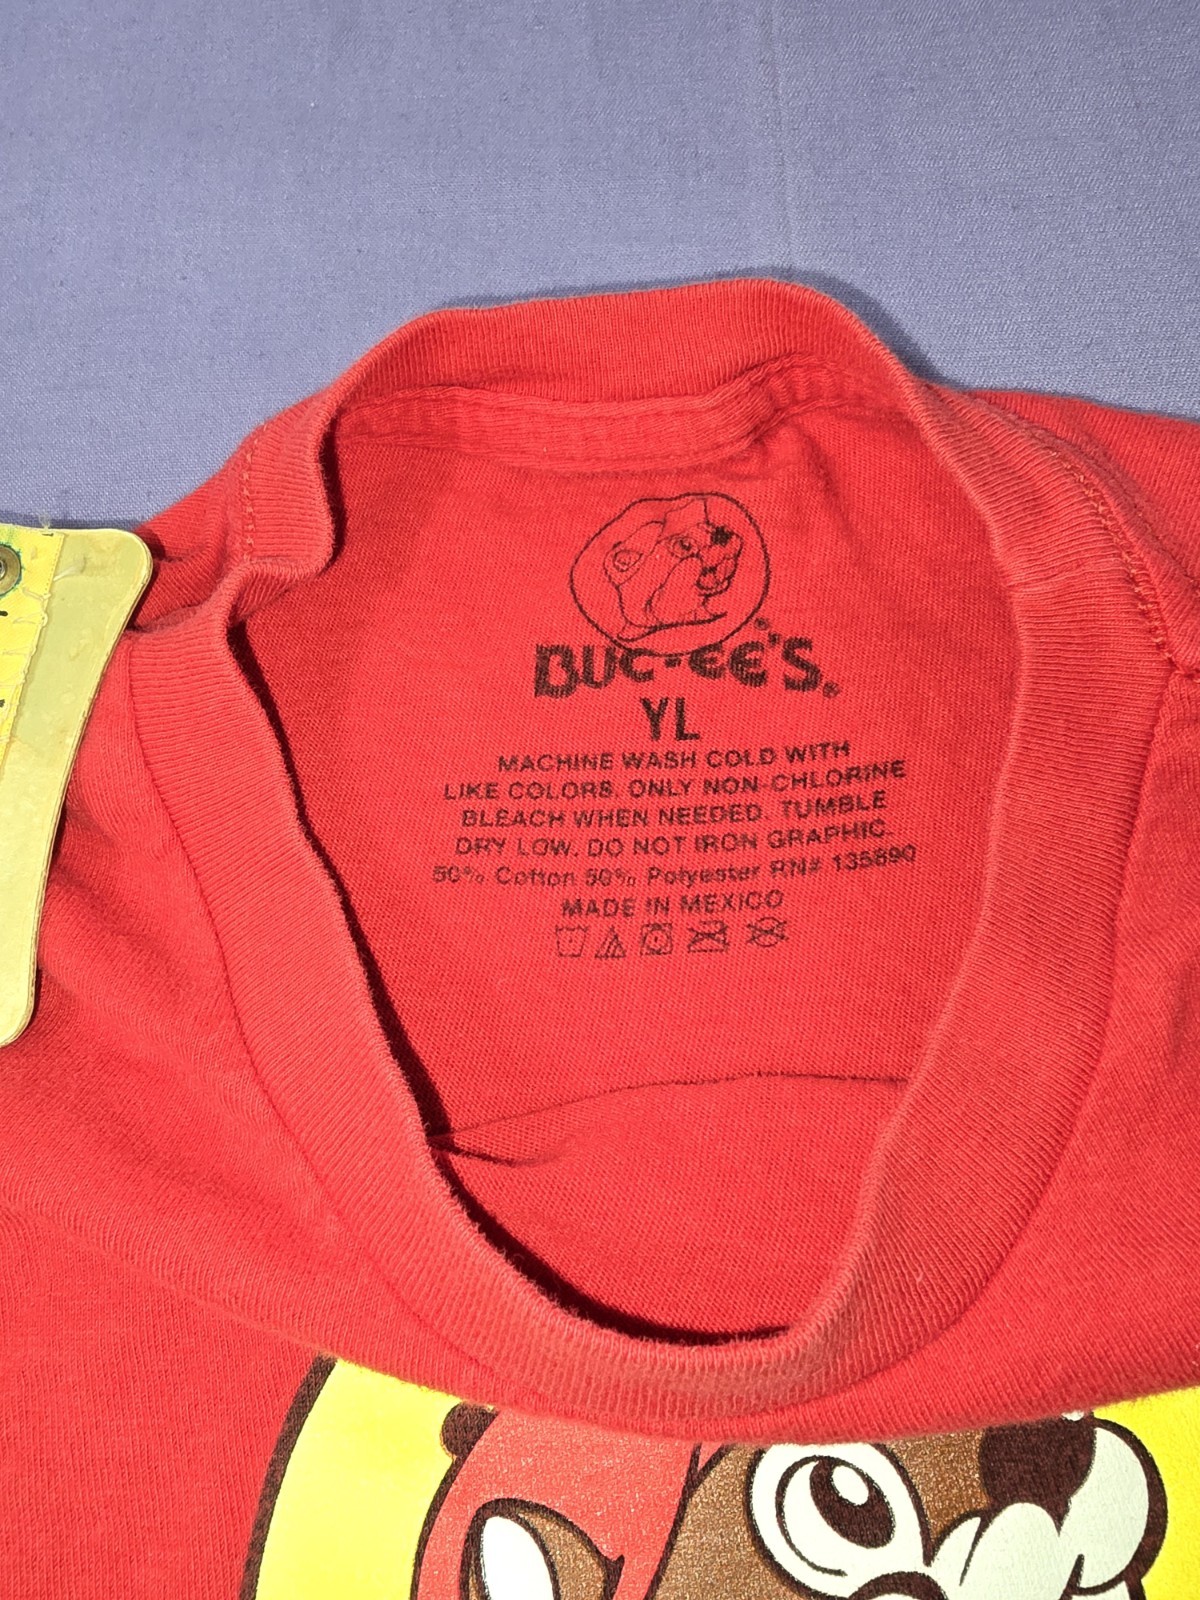 BUC-EE'S®
YL
MACHINE WASH COLD WITH
LIKE COLORS. ONLY NON-CHLORINE
BLEACH WHEN NEEDED. TUMBLE
DRY LOW. DO NOT IRON GRAPHIC.
50% Cotton 50% Polyester RN# 135890
MADE IN MEXICO